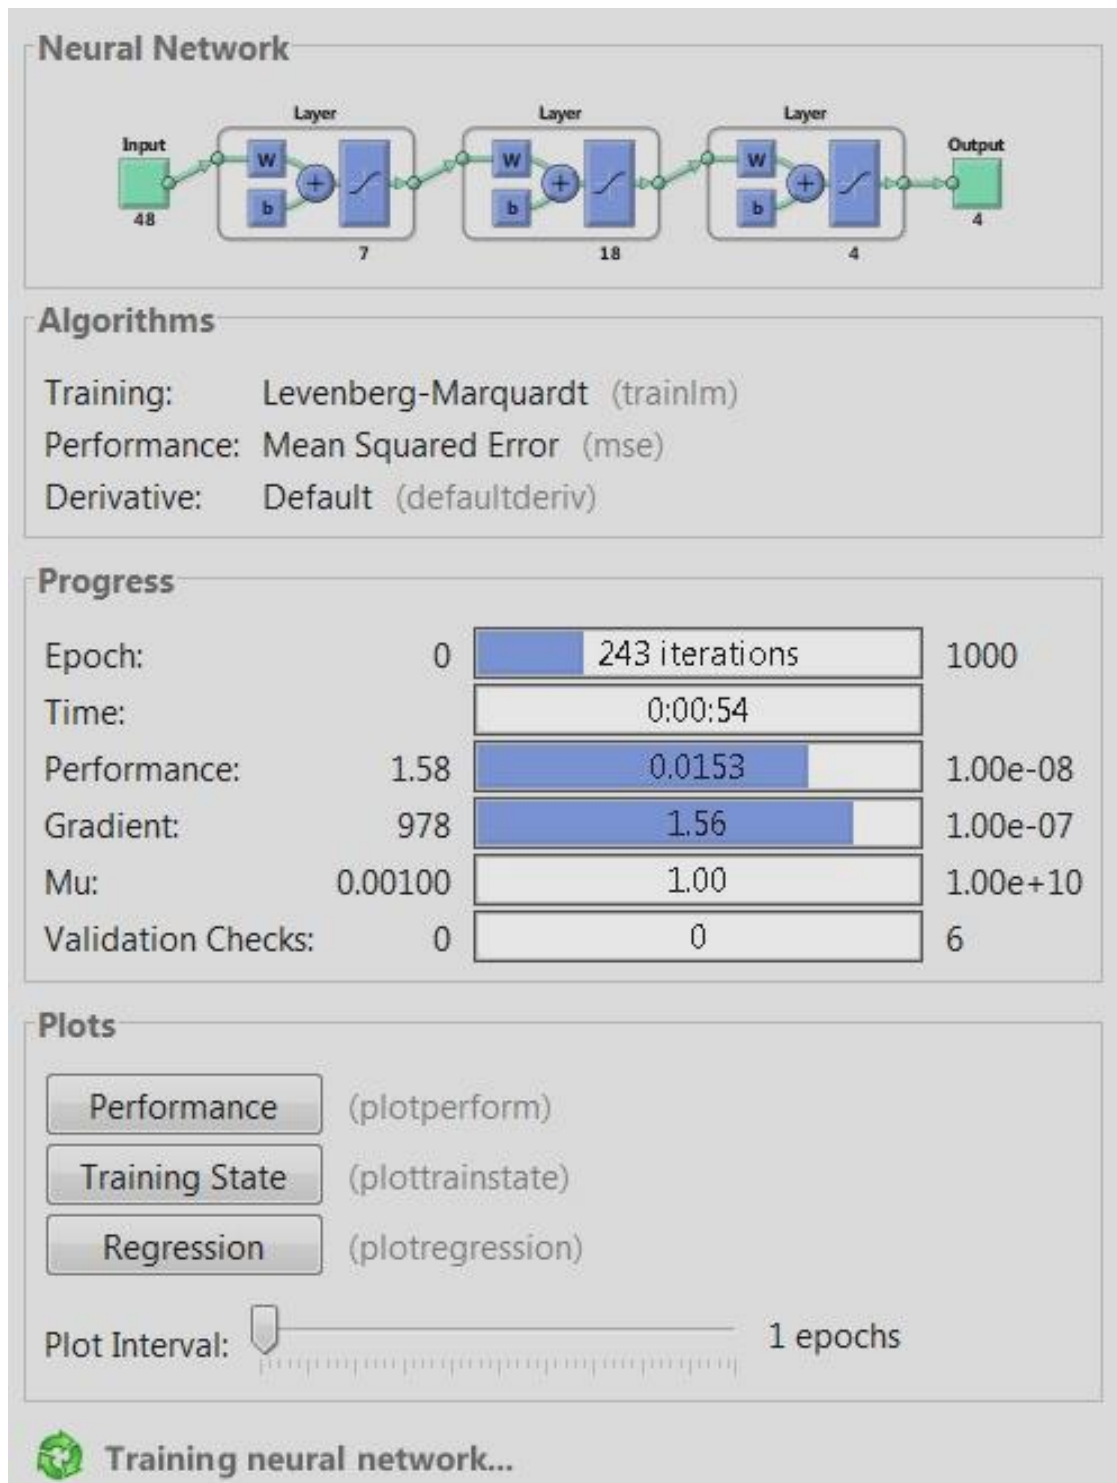 Neural Network
Layer Layer Layer
Input Output
W W W
+ + +
b b b
48 4
7 18 4
Algorithms
Training: Levenberg-Marquardt (trainlm)
Performance: Mean Squared Error (mse)
Derivative: Default (defaultderiv)
Progress
Epoch: 0 243 iterations 1000
Time: 0:00:54
Performance: 1.58 0.0153 1.00e-08
Gradient: 978 1.56 1.00e-07
Mu: 0.00100 1.00 1.00e+10
Validation Checks: 0 0 6
Plots
Performance (plotperform)
Training State (plottrainstate)
Regression (plotregression)
Plot Interval: 1 epochs
Training neural network...